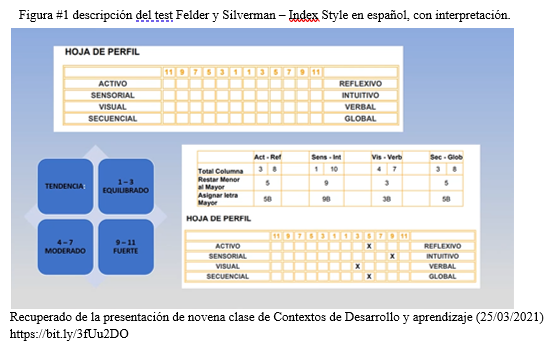 Figura #1 descripción del test Felder y Silverman – Index Style en español, con interpretación.
HOJA DE PERFIL
11 9 7 5 3 1 1 3 5 7 9 11
ACTIVO REFLEXIVO
SENSORIAL INTUITIVO
VISUAL VERBAL
SECUENCIAL GLOBAL
TENDENCIA:
1 – 3
EQUILIBRADO
4 – 7
MODERADO
9 – 11
FUERTE
Act - Ref Sens - Int Vis - Verb Sec - Glob
Total Columna 3 8 1 10 4 7 3 8
Restar Menor
al Mayor 5 9 3 5
Asignar letra
Mayor 5B 9B 3B 5B
HOJA DE PERFIL
11 9 7 5 3 1 1 3 5 7 9 11
ACTIVO X REFLEXIVO
SENSORIAL X INTUITIVO
VISUAL X VERBAL
SECUENCIAL X GLOBAL
Recuperado de la presentación de novena clase de Contextos de Desarrollo y aprendizaje (25/03/2021)
https://bit.ly/3fUu2DO